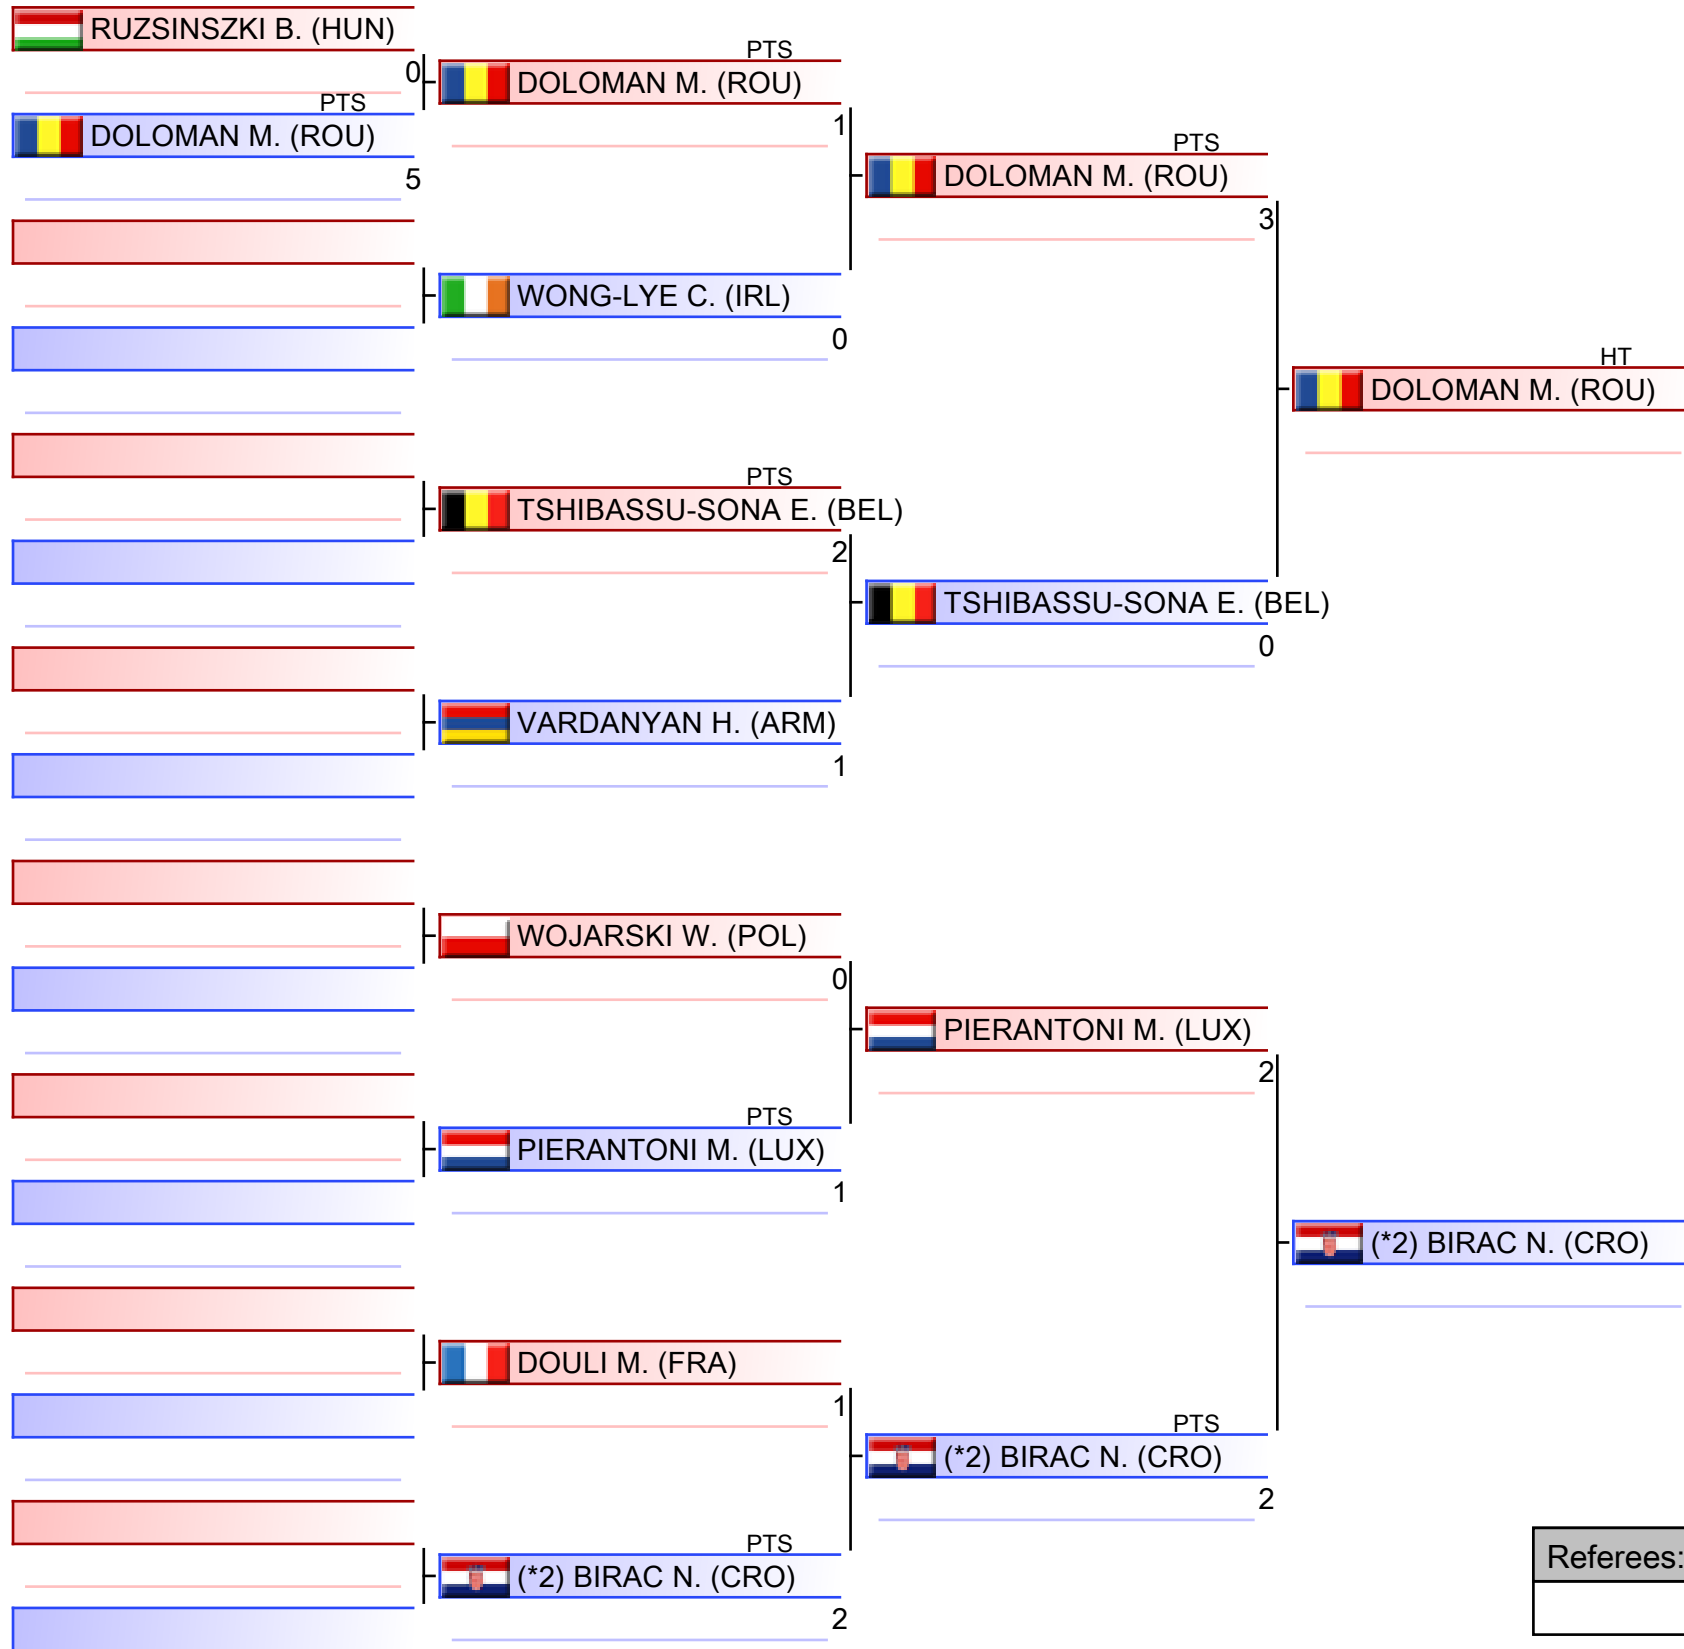 RUZSINSZKI B. (HUN)
0
PTS
DOLOMAN M. (ROU)
5
PTS
DOLOMAN M. (ROU)
1
WONG-LYE C. (IRL)
0
PTS
TSHIBASSU-SONA E. (BEL)
2
VARDANYAN H. (ARM)
1
WOJARSKI W. (POL)
0
PTS
PIERANTONI M. (LUX)
1
DOULI M. (FRA)
1
PTS
(*2) BIRAC N. (CRO)
2
PTS
DOLOMAN M. (ROU)
3
TSHIBASSU-SONA E. (BEL)
0
PIERANTONI M. (LUX)
2
PTS
(*2) BIRAC N. (CRO)
2
HT
DOLOMAN M. (ROU)
(*2) BIRAC N. (CRO)
Referees: